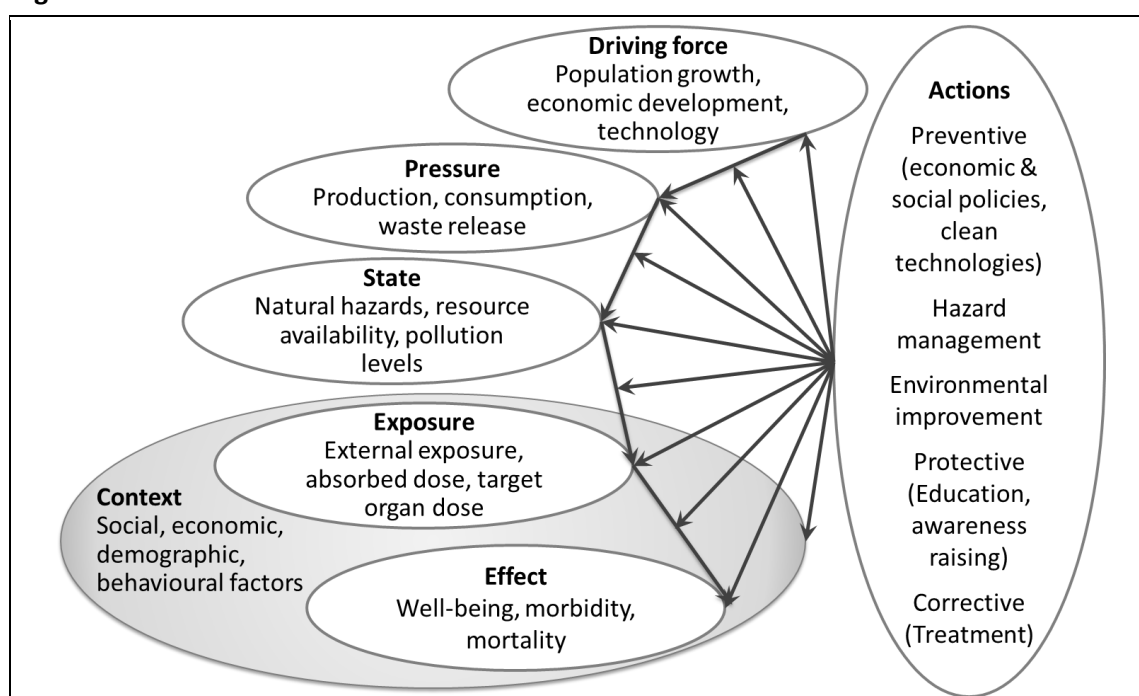 Driving force
Population growth,
economic development,
technology
Pressure
Production, consumption,
waste release
State
Natural hazards, resource
availability, pollution
levels
Exposure
External exposure,
absorbed dose, target
organ dose
Context
Social, economic,
demographic,
behavioural factors
Effect
Well-being, morbidity,
mortality
Actions
Preventive
(economic &
social policies,
clean
technologies)
Hazard
management
Environmental
improvement
Protective
(Education,
awareness
raising)
Corrective
(Treatment)